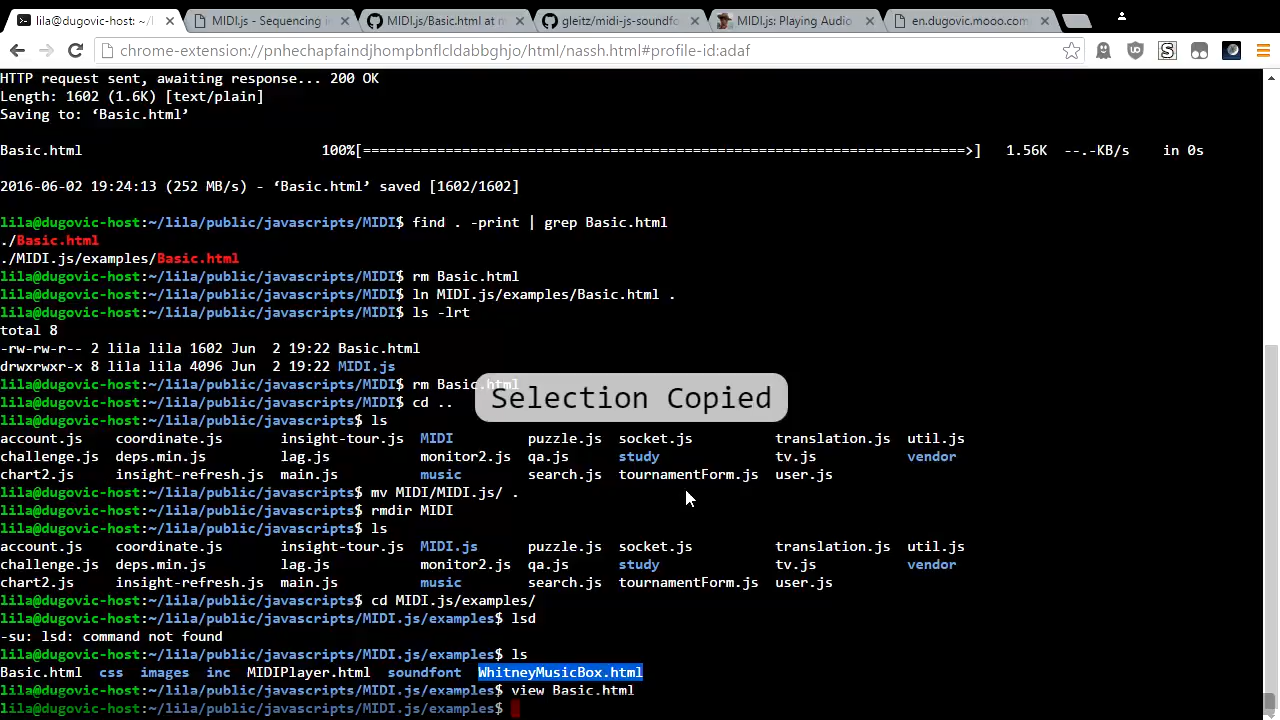 lila@dugovic-host: ~/l
MIDI.js - Sequencing in
MIDI.js/Basic.html at m
gleitz/midi-js-soundfo
MIDI.js: Playing Audio
en.dugovic.mooo.com
chrome-extension://pnhechapfaindjhompbnflcldabbghjo/html/nassh.html#profile-id:adaf
HTTP request sent, awaiting response... 200 OK
Length: 1602 (1.6K) [text/plain]
Saving to: ‘Basic.html’
Basic.html 100%[==========================================================================>] 1.56K --.-KB/s in 0s
2016-06-02 19:24:13 (252 MB/s) - ‘Basic.html’ saved [1602/1602]
lila@dugovic-host:~/lila/public/javascripts/MIDI$ find . -print | grep Basic.html
./Basic.html
./MIDI.js/examples/Basic.html
lila@dugovic-host:~/lila/public/javascripts/MIDI$ rm Basic.html
lila@dugovic-host:~/lila/public/javascripts/MIDI$ ln MIDI.js/examples/Basic.html .
lila@dugovic-host:~/lila/public/javascripts/MIDI$ ls -lrt
total 8
-rw-rw-r-- 2 lila lila 1602 Jun 2 19:22 Basic.html
drwxrwxr-x 8 lila lila 4096 Jun 2 19:22 MIDI.js
lila@dugovic-host:~/lila/public/javascripts/MIDI$ rm Basic.html
Selection Copied
lila@dugovic-host:~/lila/public/javascripts/MIDI$ cd ..
lila@dugovic-host:~/lila/public/javascripts$ ls
account.js coordinate.js insight-tour.js MIDI puzzle.js socket.js translation.js util.js
challenge.js deps.min.js lag.js monitor2.js qa.js study tv.js vendor
chart2.js insight-refresh.js main.js music search.js tournamentForm.js user.js
lila@dugovic-host:~/lila/public/javascripts$ mv MIDI/MIDI.js/ .
lila@dugovic-host:~/lila/public/javascripts$ rmdir MIDI
lila@dugovic-host:~/lila/public/javascripts$ ls
account.js coordinate.js insight-tour.js MIDI.js puzzle.js socket.js translation.js util.js
challenge.js deps.min.js lag.js monitor2.js qa.js study tv.js vendor
chart2.js insight-refresh.js main.js music search.js tournamentForm.js user.js
lila@dugovic-host:~/lila/public/javascripts$ cd MIDI.js/examples/
lila@dugovic-host:~/lila/public/javascripts/MIDI.js/examples$ lsd
-su: lsd: command not found
lila@dugovic-host:~/lila/public/javascripts/MIDI.js/examples$ ls
Basic.html css images inc MIDIPlayer.html soundfont WhitneyMusicBox.html
lila@dugovic-host:~/lila/public/javascripts/MIDI.js/examples$ view Basic.html
lila@dugovic-host:~/lila/public/javascripts/MIDI.js/examples$